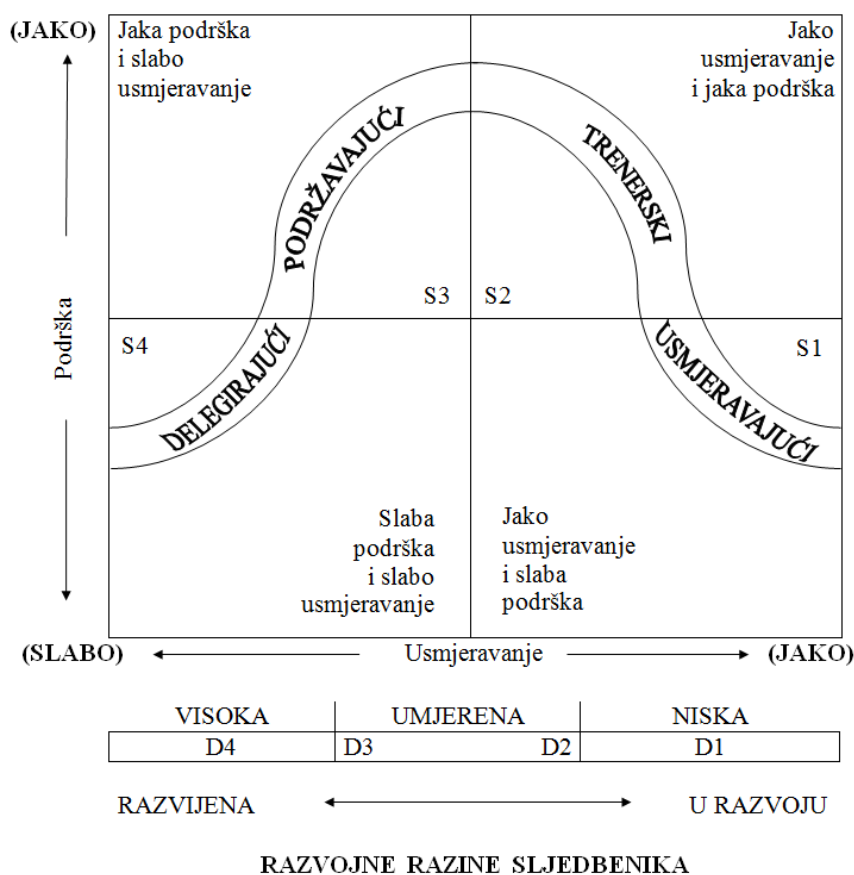 (JAKO)
Jaka podrška
i slabo
usmjeravanje
Jako
usmjeravanje
i jaka podrška
PODRŽAVAJUĆI
TRENERSKI
S3
S2
Podrška
S4
S1
DELEGIRAJUĆI
USMJERAVAJUĆI
Slaba
podrška
i slabo
usmjeravanje
Jako
usmjeravanje
i slaba
podrška
(SLABO)
Usmjeravanje
(JAKO)
VISOKA
UMJERENA
NISKA
D4
D3
D2
D1
RAZVIJENA
U RAZVOJU
RAZVOJNE RAZINE SLJEDBENIKA